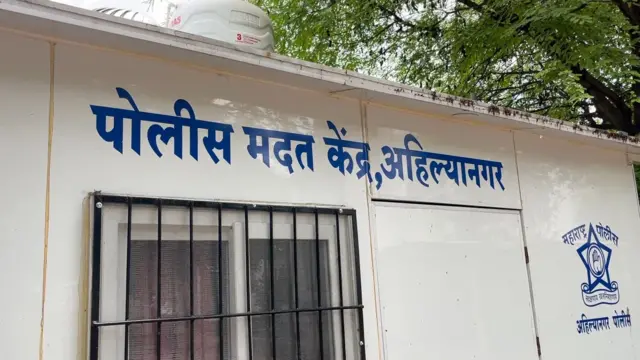 पोलीस मदत केंद्र,अहिल्यानगर
महाराष्ट्र पोलीस
अहिल्यानगर पोलीस